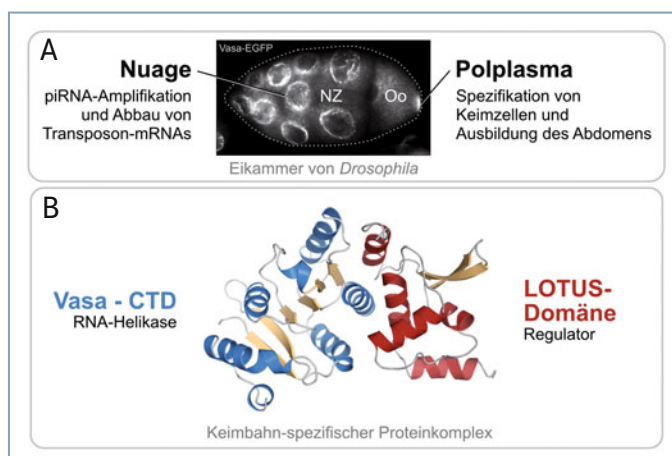 A
Vasa-EGFP
Nuage
piRNA-Amplifikation
und Abbau von
Transposon-mRNAs
NZ
Oo
Polplasma
Spezifikation von
Keimzellen und
Ausbildung des Abdomens
Eikammer von Drosophila
B
Vasa - CTD
RNA-Helikase
LOTUS-
Domäne
Regulator
Keimbahn-spezifischer Proteinkomplex